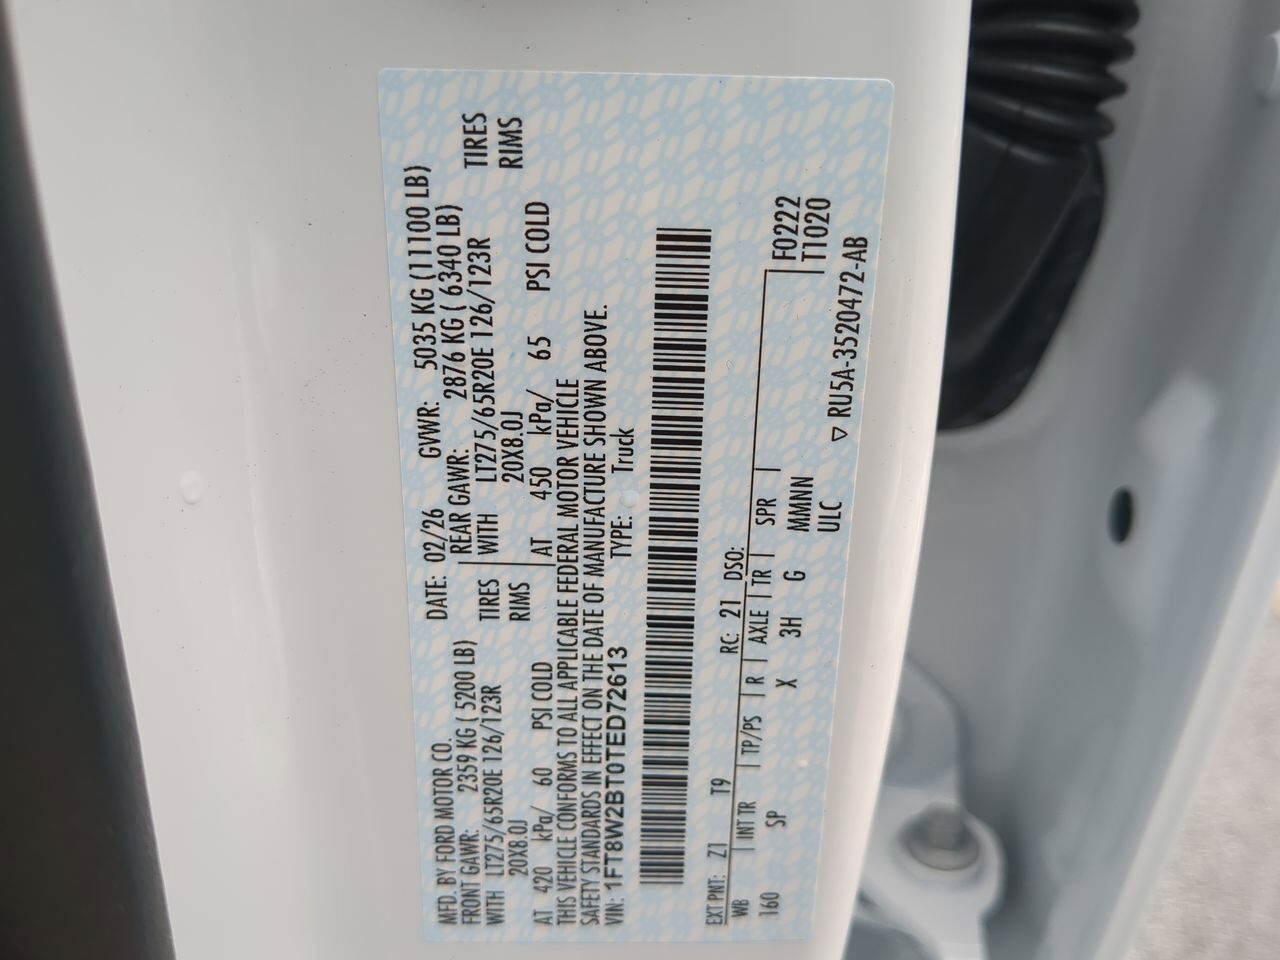 MFD. BY FORD MOTOR CO.
DATE: 02/26 GVWR: 5035 KG (11100 LB)
FRONT GAWR: 2359 KG ( 5200 LB) REAR GAWR: 2876 KG ( 6340 LB)
WITH LT275/65R20E 126/123R TIRES WITH LT275/65R20E 126/123R TIRES
20X8.0J RIMS 20X8.0J RIMS
AT 420 kPa/ 60 PSI COLD AT 450 kPa/ 65 PSI COLD
THIS VEHICLE CONFORMS TO ALL APPLICABLE FEDERAL MOTOR VEHICLE
SAFETY STANDARDS IN EFFECT ON THE DATE OF MANUFACTURE SHOWN ABOVE.
VIN: 1FT8W2BT0TED72613 TYPE: Truck
EXT PNT: Z1 T9 RC: 21 DSO: F0222
WB INT TR TP/PS R AXLE TR SPR T1020
160 SP X 3H G MMNN
ULC ▽ RU5A-3520472-AB